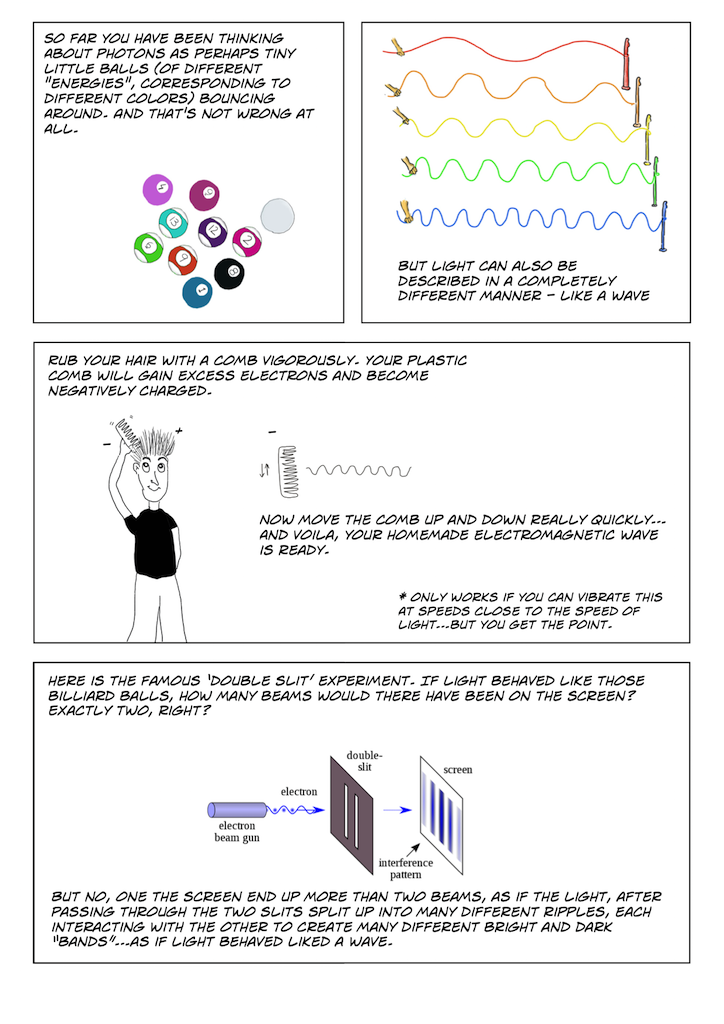 SO FAR YOU HAVE BEEN THINKING
ABOUT PHOTONS AS PERHAPS TINY
LITTLE BALLS (OF DIFFERENT
"ENERGIES", CORRESPONDING TO
DIFFERENT COLORS) BOUNCING
AROUND. AND THAT'S NOT WRONG AT
ALL.
13
12
2
6
9
8
1
BUT LIGHT CAN ALSO BE
DESCRIBED IN A COMPLETELY
DIFFERENT MANNER - LIKE A WAVE
RUB YOUR HAIR WITH A COMB VIGOROUSLY. YOUR PLASTIC
COMB WILL GAIN EXCESS ELECTRONS AND BECOME
NEGATIVELY CHARGED.
+
-
-
NOW MOVE THE COMB UP AND DOWN REALLY QUICKLY...
AND VOILA, YOUR HOMEMADE ELECTROMAGNETIC WAVE
IS READY.
* ONLY WORKS IF YOU CAN VIBRATE THIS
AT SPEEDS CLOSE TO THE SPEED OF
LIGHT...BUT YOU GET THE POINT.
HERE IS THE FAMOUS 'DOUBLE SLIT' EXPERIMENT. IF LIGHT BEHAVED LIKE THOSE
BILLIARD BALLS, HOW MANY BEAMS WOULD THERE HAVE BEEN ON THE SCREEN?
EXACTLY TWO, RIGHT?
double-
slit
screen
electron
electron
beam gun
interference
pattern
BUT NO, ONE THE SCREEN END UP MORE THAN TWO BEAMS, AS IF THE LIGHT, AFTER
PASSING THROUGH THE TWO SLITS SPLIT UP INTO MANY DIFFERENT RIPPLES, EACH
INTERACTING WITH THE OTHER TO CREATE MANY DIFFERENT BRIGHT AND DARK
"BANDS"...AS IF LIGHT BEHAVED LIKED A WAVE.